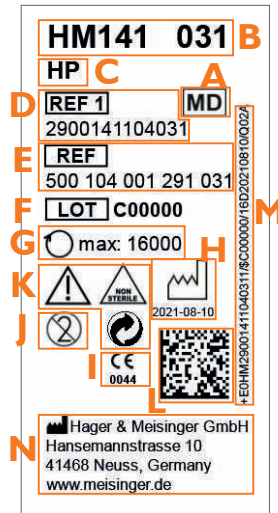 HM141 031 B
HP C A
D REF 1 MD
2900141104031
E REF
500 104 001 291 031
M
F LOT C00000
G max: 16000
H
K NON STERILE
2021-08-10
J 2
I CE
0044
L
+E0HM29001411040311/$C00000/16D20210810/Q02A
N Hager & Meisinger GmbH
Hansemannstrasse 10
41468 Neuss, Germany
www.meisinger.de